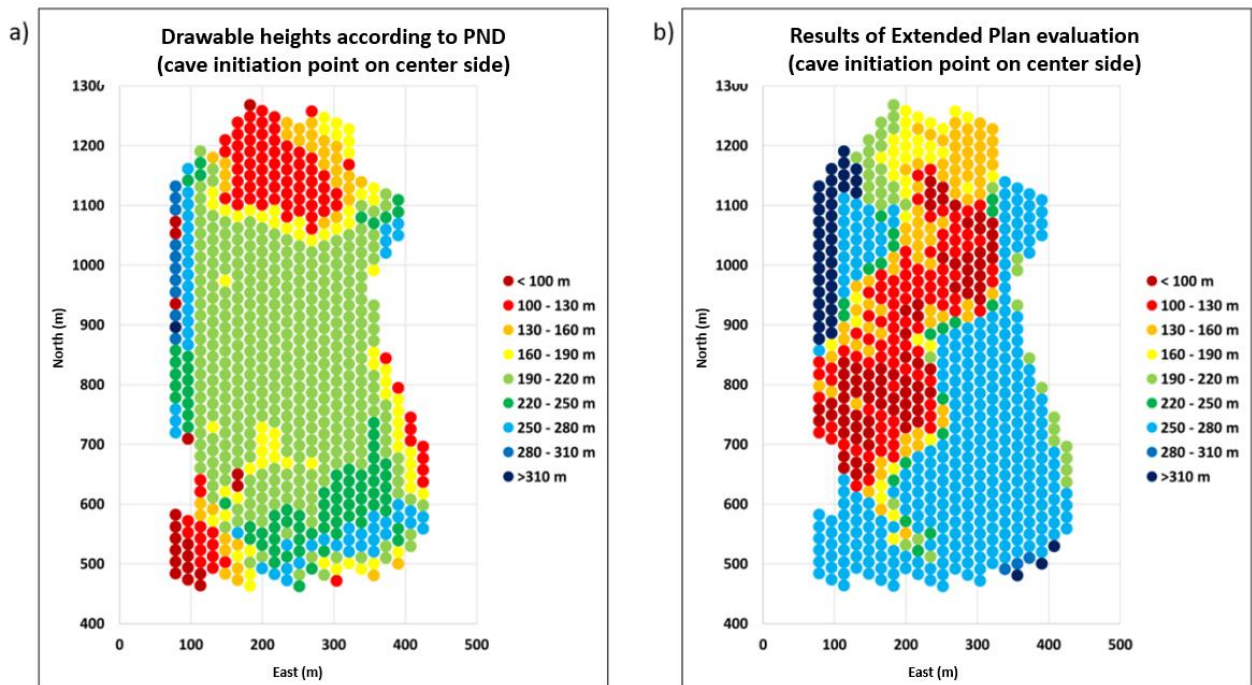 a)
Drawable heights according to PND
(cave initiation point on center side)
1300
1200
1100
1000
900
800
700
600
500
400
North (m)
0 100 200 300 400 500
East (m)
< 100 m
100 - 130 m
130 - 160 m
160 - 190 m
190 - 220 m
220 - 250 m
250 - 280 m
280 - 310 m
>310 m
b)
Results of Extended Plan evaluation
(cave initiation point on center side)
1300
1200
1100
1000
900
800
700
600
500
400
North (m)
0 100 200 300 400 500
East (m)
< 100 m
100 - 130 m
130 - 160 m
160 - 190 m
190 - 220 m
220 - 250 m
250 - 280 m
280 - 310 m
>310 m